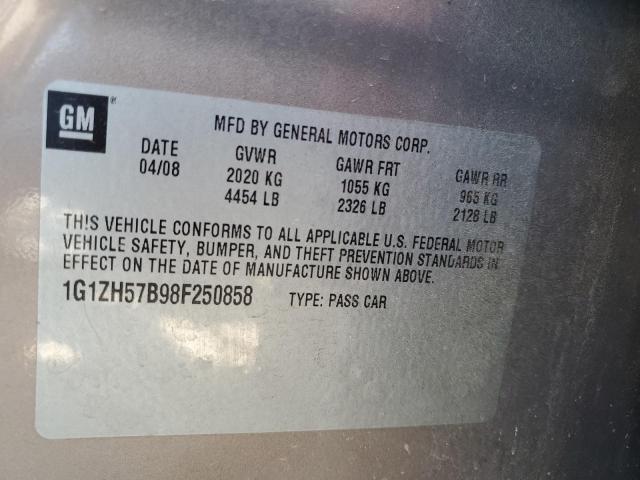 GM®
MFD BY GENERAL MOTORS CORP.
DATE GVWR GAWR FRT GAWR RR
04/08 2020 KG 1055 KG 965 KG
4454 LB 2326 LB 2128 LB
THIS VEHICLE CONFORMS TO ALL APPLICABLE U.S. FEDERAL MOTOR
VEHICLE SAFETY, BUMPER, AND THEFT PREVENTION STANDARDS IN
EFFECT ON THE DATE OF MANUFACTURE SHOWN ABOVE.
1G1ZH57B98F250858 TYPE: PASS CAR